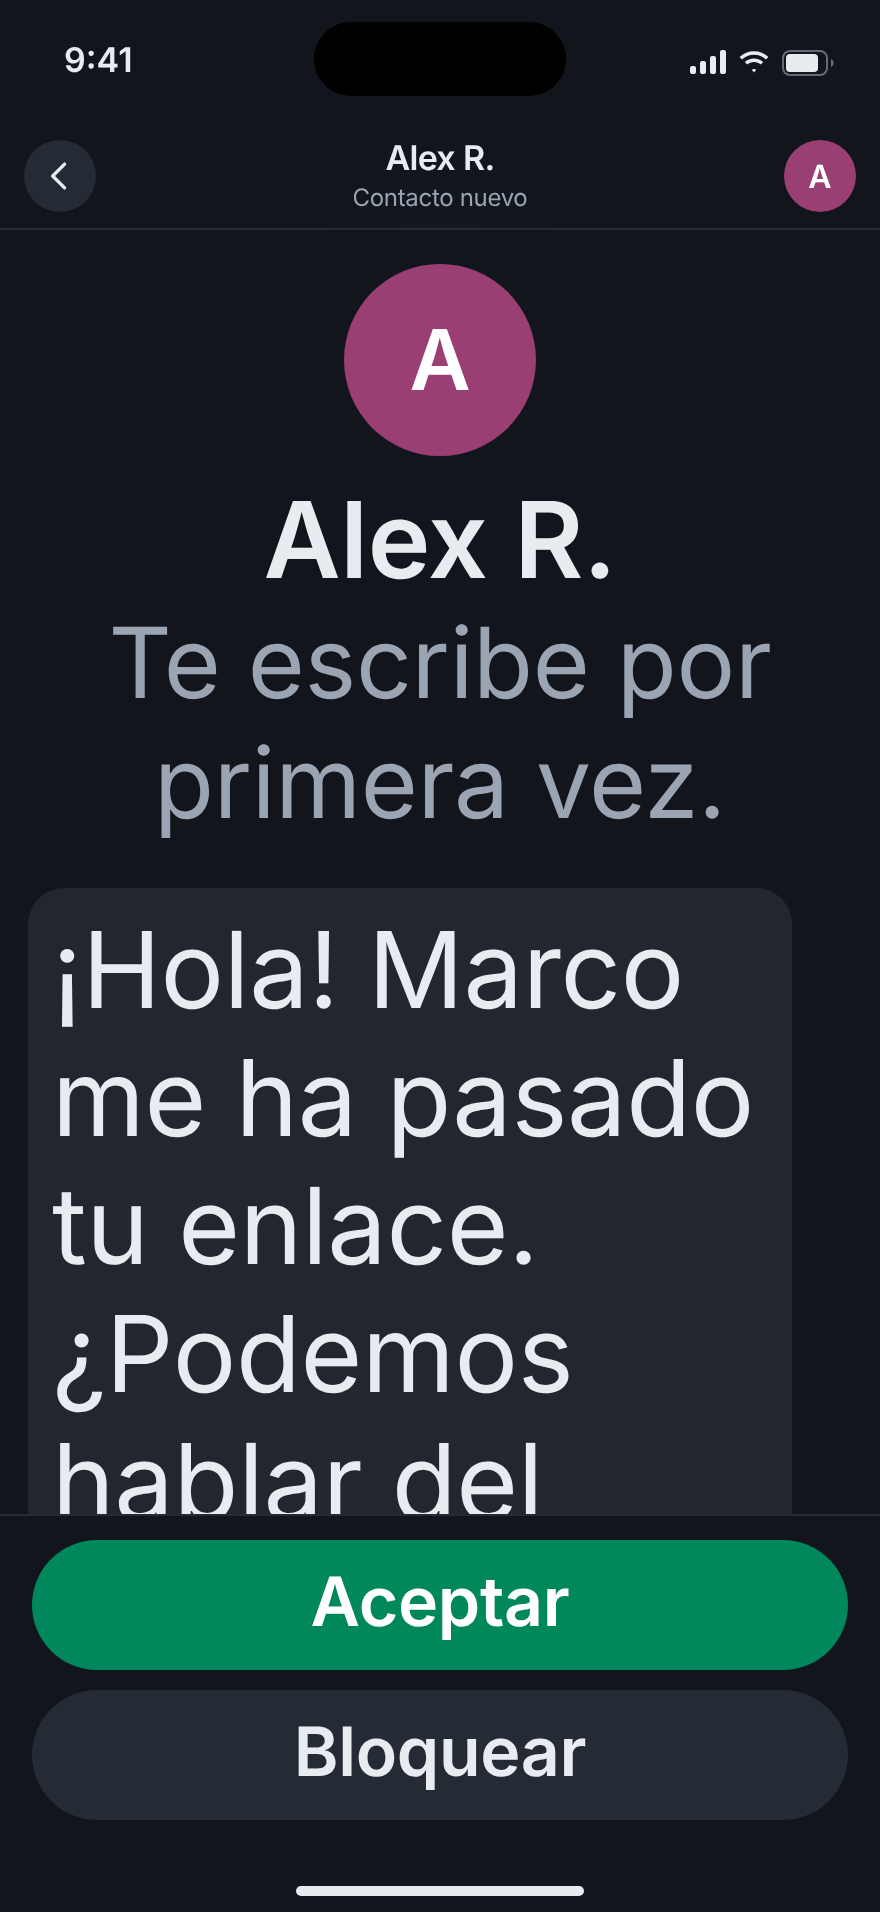 9:41
Alex R.
Contacto nuevo
A
A
Alex R.
Te escribe por
primera vez.
¡Hola! Marco
me ha pasado
tu enlace.
¿Podemos
hablar del
Aceptar
Bloquear